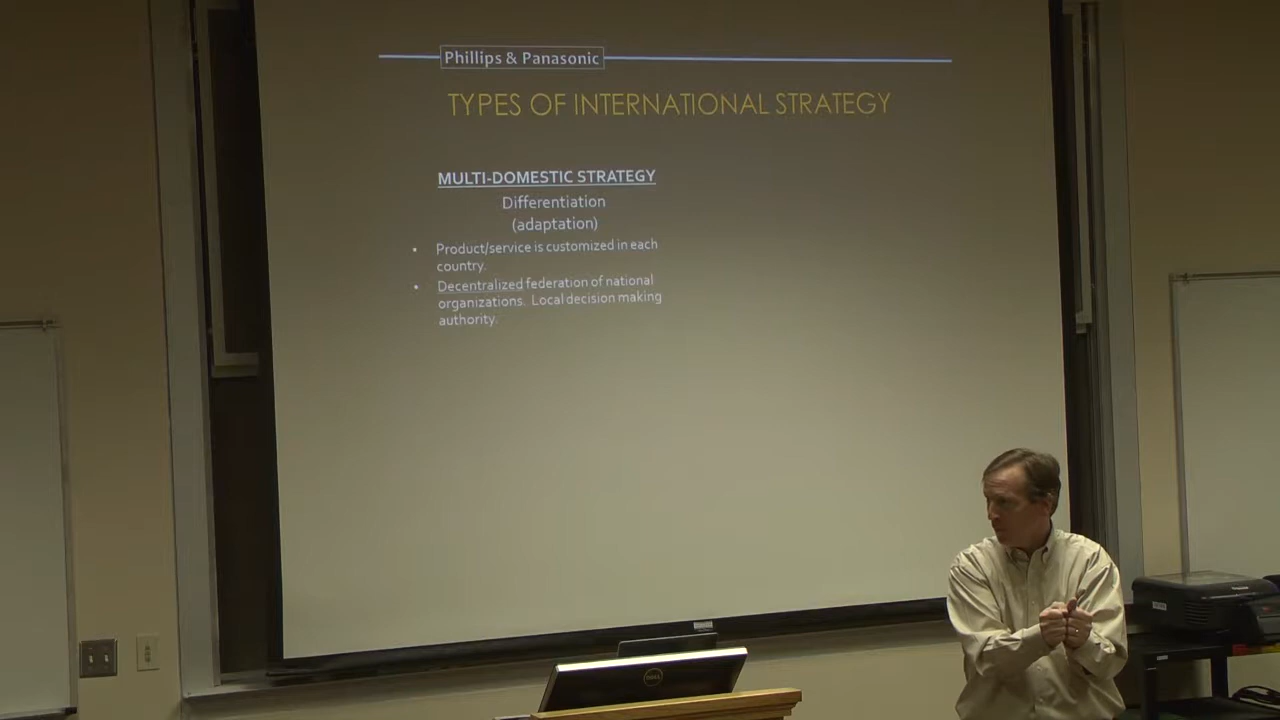 Phillips & Panasonic
TYPES OF INTERNATIONAL STRATEGY
MULTI-DOMESTIC STRATEGY
Differentiation
(adaptation)
• Product/service is customized in each
country.
• Decentralized federation of national
organizations. Local decision making
authority.
DELL